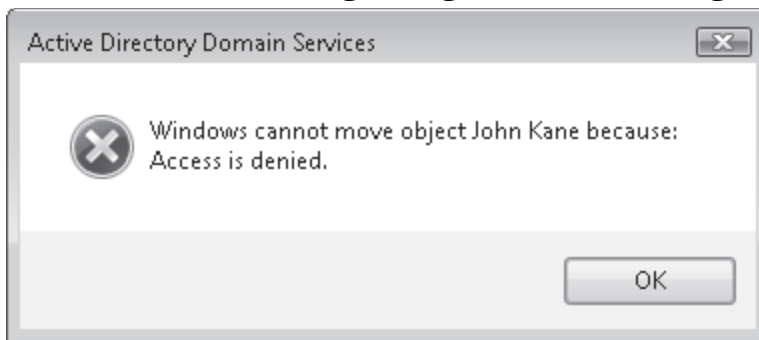 Active Directory Domain Services
Windows cannot move object John Kane because:
Access is denied.
OK